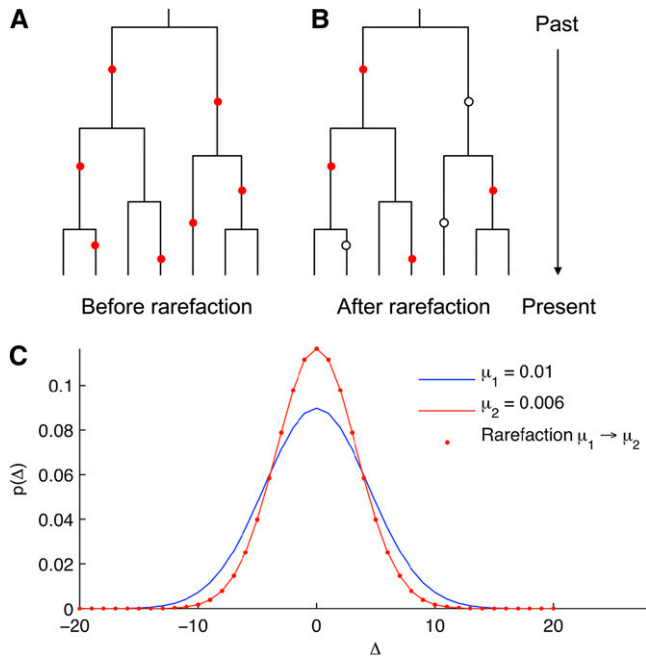 A
B
Past
Before rarefaction
After rarefaction
Present
C
μ1 = 0.01
μ2 = 0.006
Rarefaction μ1 → μ2
p(Δ)
0.1
0.08
0.06
0.04
0.02
0
−20
−10
0
10
20
Δ